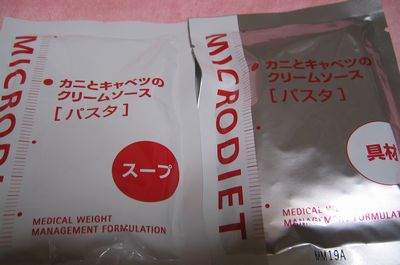 MICRODIET
カニとキャベツの
クリームソース
[パスタ]
スープ
MEDICAL WEIGHT
MANAGEMENT FORMULATION
MICRODIET
カニとキャベツの
クリームソース
[パスタ]
具材
MEDICAL WEIGHT
MANAGEMENT FORMULAT
MM19A